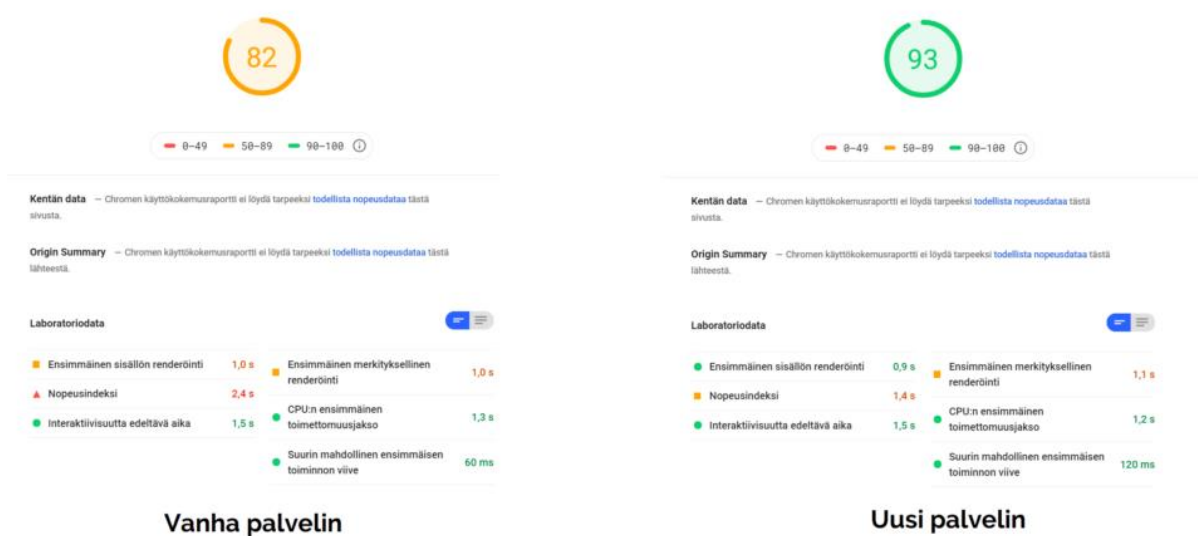 82
0–49 50–89 90–100
Kentän data — Chromen käyttökokemusraportti ei löydä tarpeeksi todellista nopeusdataa tästä
sivusta.
Origin Summary — Chromen käyttökokemusraportti ei löydä tarpeeksi todellista nopeusdataa tästä
lähteestä.
Laboratoriodata
Ensimmäinen sisällön renderöinti 1,0 s
Nopeusindeksi 2,4 s
Interaktiivisuutta edeltävä aika 1,5 s
Ensimmäinen merkityksellinen
renderöinti 1,0 s
CPU:n ensimmäinen
toimettomuusjakso 1,3 s
Suurin mahdollinen ensimmäisen
toiminnon viive 60 ms
Vanha palvelin
93
0–49 50–89 90–100
Kentän data — Chromen käyttökokemusraportti ei löydä tarpeeksi todellista nopeusdataa tästä
sivusta.
Origin Summary — Chromen käyttökokemusraportti ei löydä tarpeeksi todellista nopeusdataa tästä
lähteestä.
Laboratoriodata
Ensimmäinen sisällön renderöinti 0,9 s
Nopeusindeksi 1,4 s
Interaktiivisuutta edeltävä aika 1,5 s
Ensimmäinen merkityksellinen
renderöinti 1,1 s
CPU:n ensimmäinen
toimettomuusjakso 1,2 s
Suurin mahdollinen ensimmäisen
toiminnon viive 120 ms
Uusi palvelin